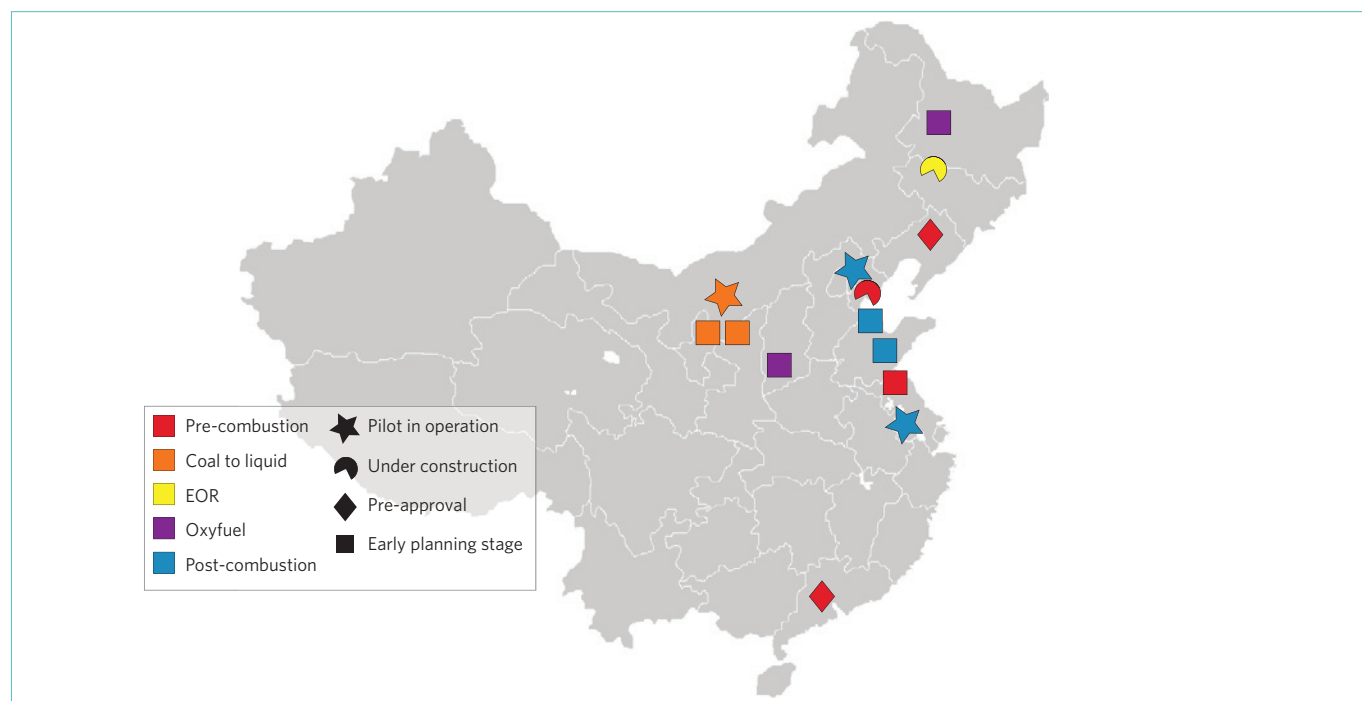 Pre-combustion
Coal to liquid
EOR
Oxyfuel
Post-combustion
Pilot in operation
Under construction
Pre-approval
Early planning stage